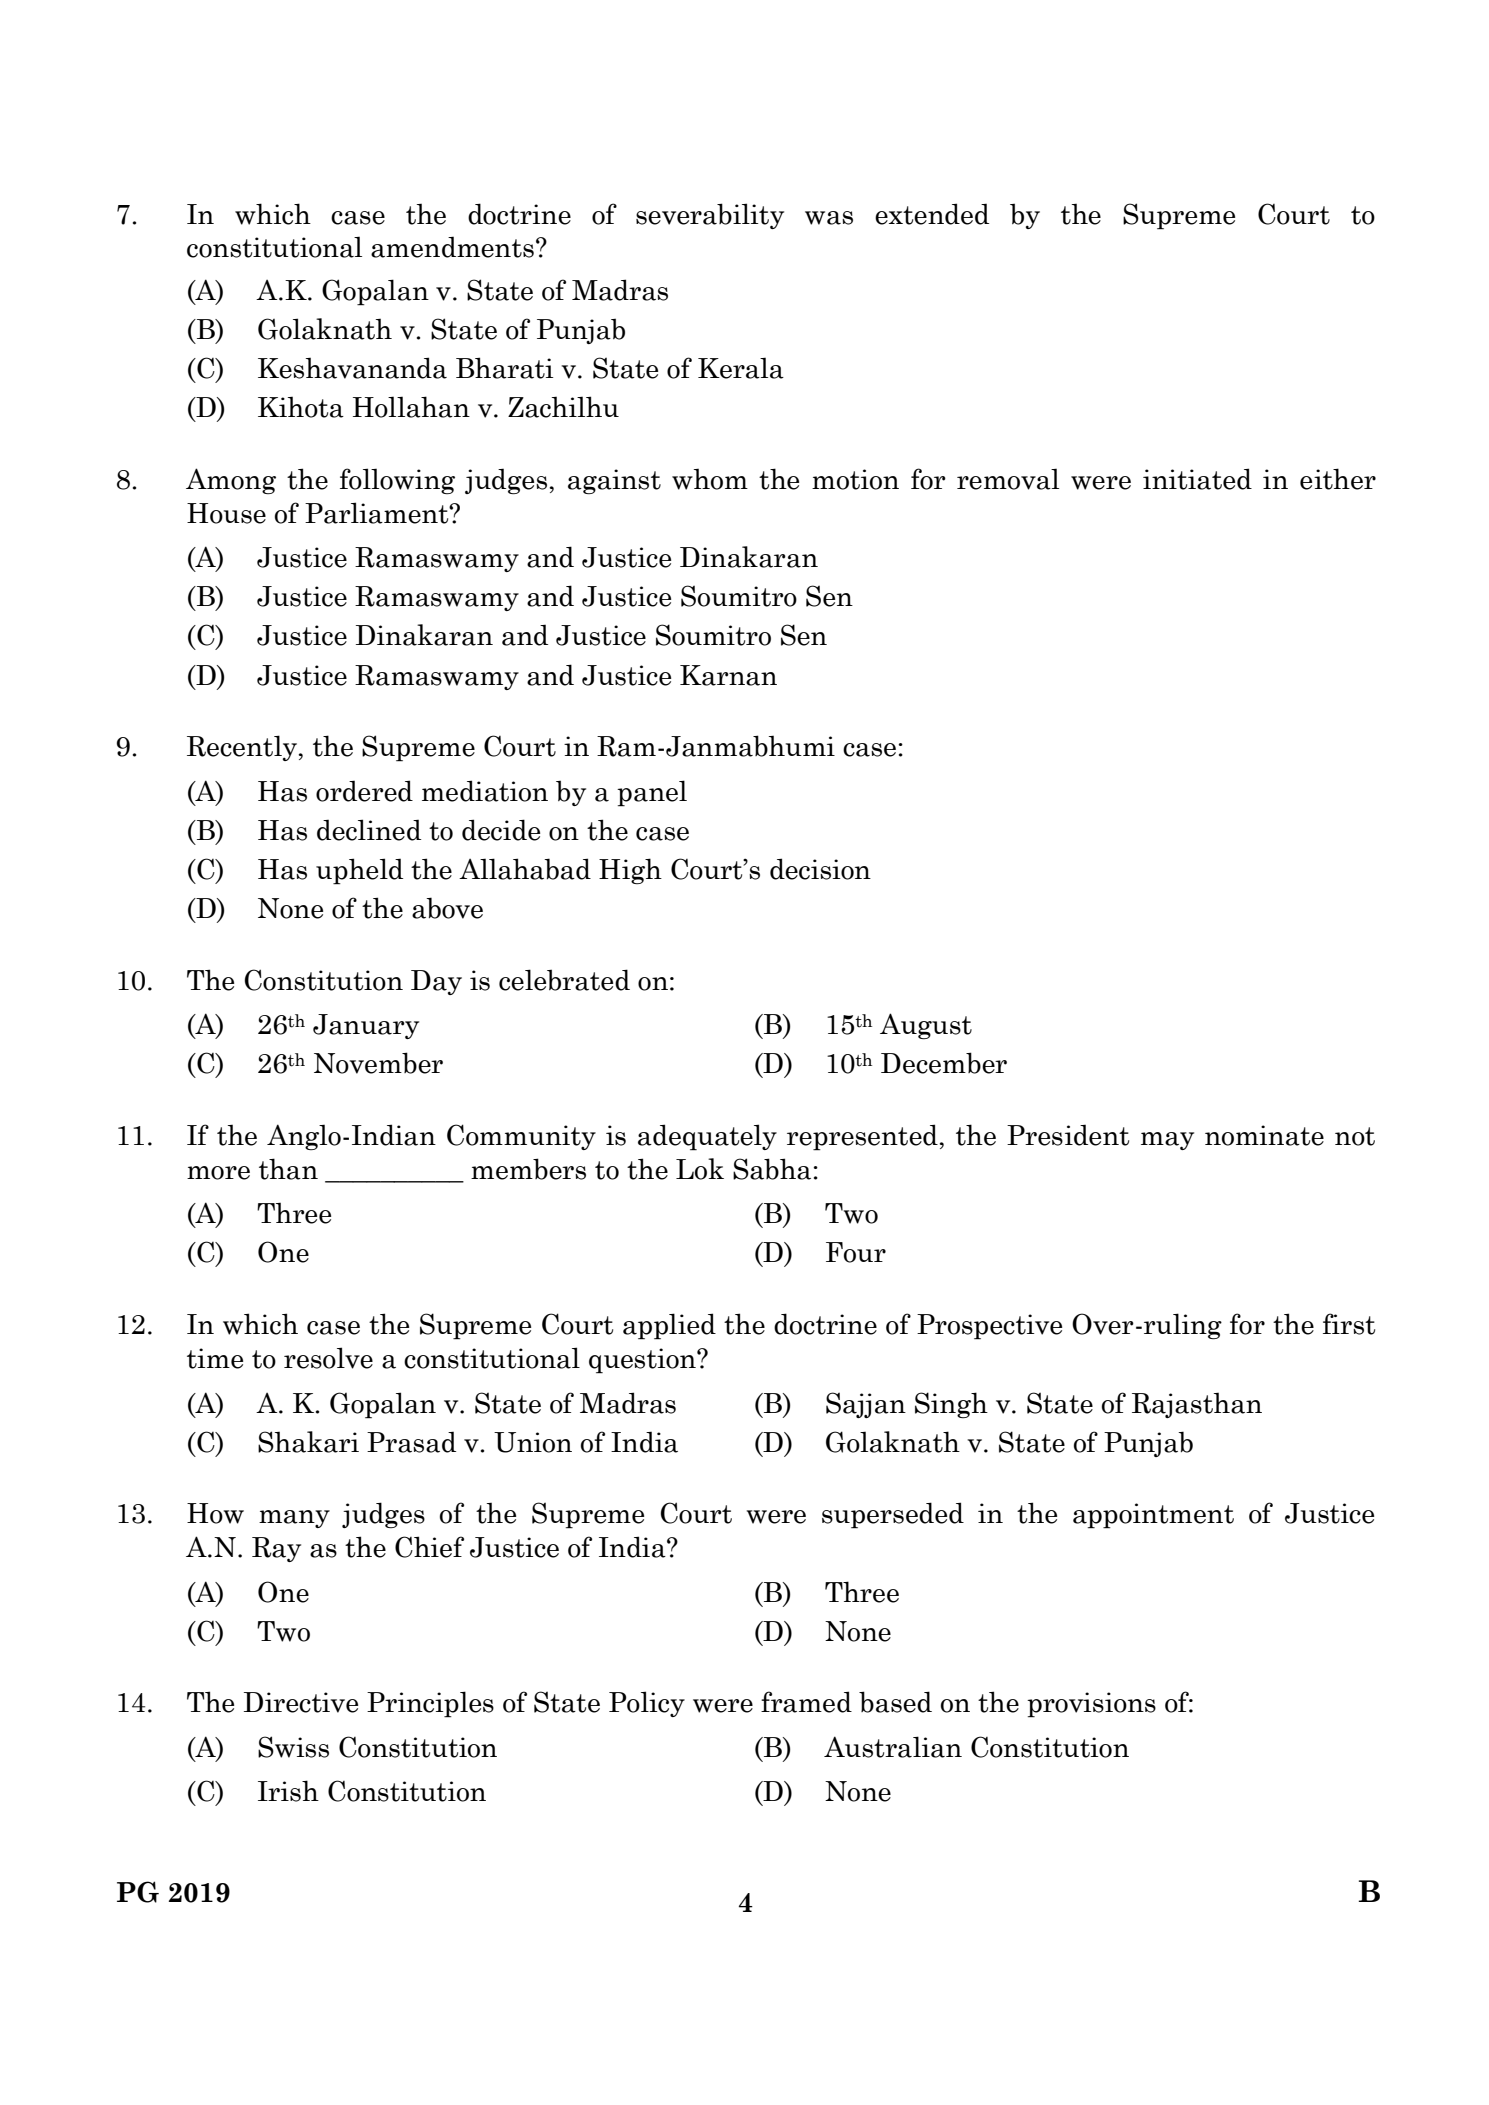 7. In which case the doctrine of severability was extended by the Supreme Court to
constitutional amendments?
(A) A.K. Gopalan v. State of Madras
(B) Golaknath v. State of Punjab
(C) Keshavananda Bharati v. State of Kerala
(D) Kihota Hollahan v. Zachilhu
8. Among the following judges, against whom the motion for removal were initiated in either
House of Parliament?
(A) Justice Ramaswamy and Justice Dinakaran
(B) Justice Ramaswamy and Justice Soumitro Sen
(C) Justice Dinakaran and Justice Soumitro Sen
(D) Justice Ramaswamy and Justice Karnan
9. Recently, the Supreme Court in Ram-Janmabhumi case:
(A) Has ordered mediation by a panel
(B) Has declined to decide on the case
(C) Has upheld the Allahabad High Court’s decision
(D) None of the above
10. The Constitution Day is celebrated on:
(A) 26th January (B) 15th August
(C) 26th November (D) 10th December
11. If the Anglo-Indian Community is adequately represented, the President may nominate not
more than __________ members to the Lok Sabha:
(A) Three (B) Two
(C) One (D) Four
12. In which case the Supreme Court applied the doctrine of Prospective Over-ruling for the first
time to resolve a constitutional question?
(A) A. K. Gopalan v. State of Madras (B) Sajjan Singh v. State of Rajasthan
(C) Shakari Prasad v. Union of India (D) Golaknath v. State of Punjab
13. How many judges of the Supreme Court were superseded in the appointment of Justice
A.N. Ray as the Chief Justice of India?
(A) One (B) Three
(C) Two (D) None
14. The Directive Principles of State Policy were framed based on the provisions of:
(A) Swiss Constitution (B) Australian Constitution
(C) Irish Constitution (D) None
PG 2019 4 B